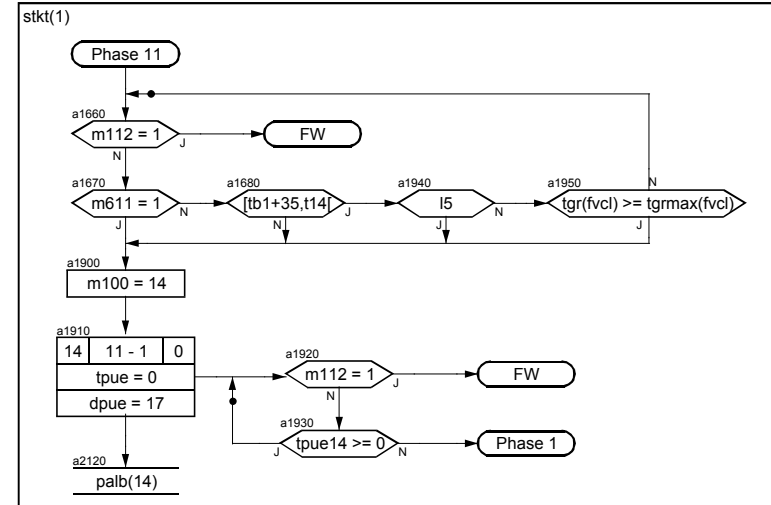 stkt(1)
Phase 11
a1660
m112 = 1
J
FW
N
a1670
m611 = 1
N
J
a1680
[tb1+35,t14[
J
N
a1940
l5
N
J
a1950
N
tgr(fvcl) >= tgrmax(fvcl)
J
a1900
m100 = 14
a1910
14 11 - 1 0
tpue = 0
dpue = 17
a1920
m112 = 1
J
FW
N
a1930
tpue14 >= 0
J
N
Phase 1
a2120
palb(14)